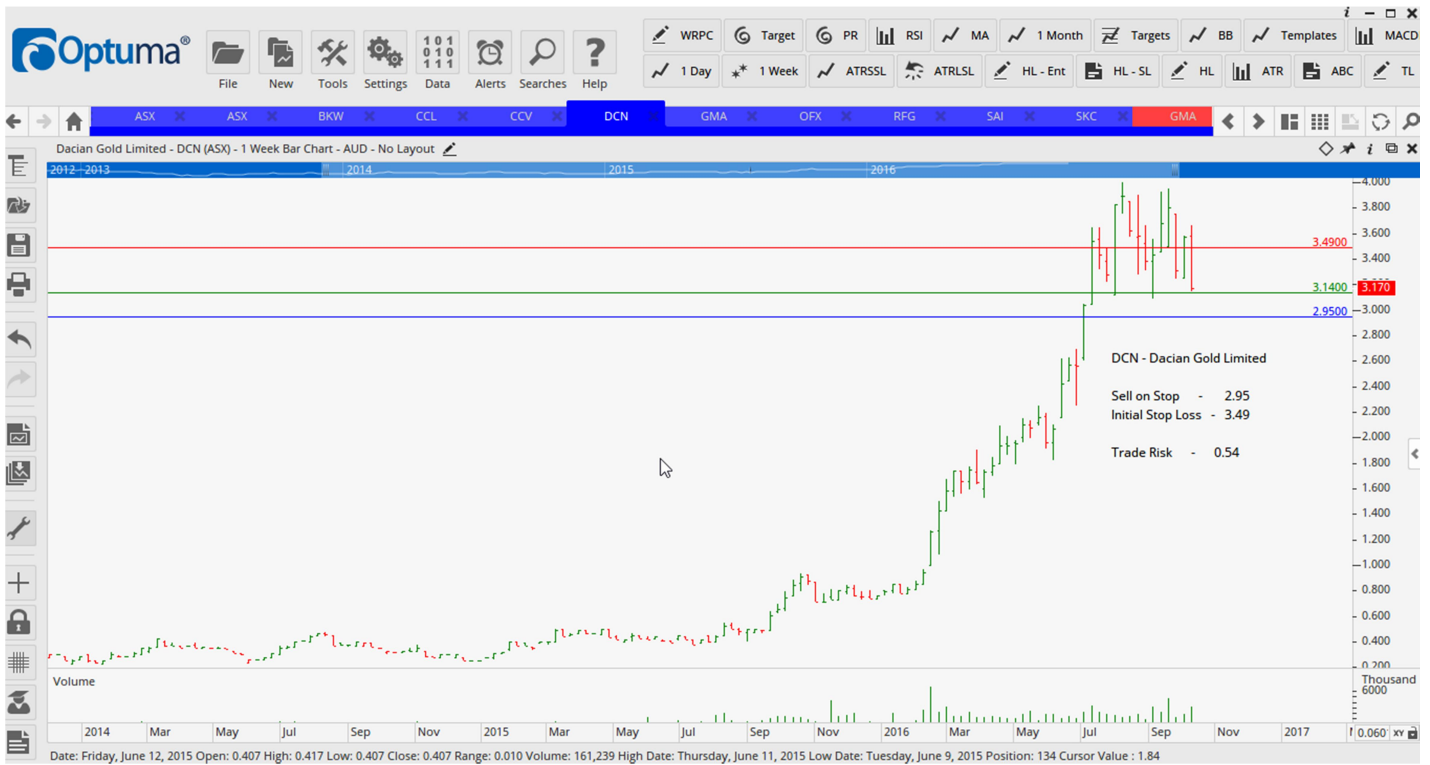 i
Optuma®
WRPC Target PR RSI MA 1 Month Targets BB Templates MACD
1 Day 1 Week ATRSSL ATRLSL HL - Ent HL - SL HL ATR ABC TL
101
010
111
File New Tools Settings Data Alerts Searches Help
ASX ASX BKW CCL CCV DCN GMA OFX RFG SAI SKC GMA
Dacian Gold Limited - DCN (ASX) - 1 Week Bar Chart - AUD - No Layout
i
2012 2013 2014 2015 2016
4.000
3.800
3.600
3.4900
3.400
3.1400 3.170
3.000
2.9500
2.800
2.600
DCN - Dacian Gold Limited
2.400
Sell on Stop - 2.95
2.200
Initial Stop Loss - 3.49
2.000
Trade Risk - 0.54
1.800
1.600
1.400
1.200
1.000
0.800
0.600
0.400
0.200
Volume
Thousand
6000
2014 Mar May Jul Sep Nov 2015 Mar May Jul Sep Nov 2016 Mar May Jul Sep Nov 2017 0.060 XY
Date: Friday, June 12, 2015 Open: 0.407 High: 0.417 Low: 0.407 Close: 0.407 Range: 0.010 Volume: 161,239 High Date: Thursday, June 11, 2015 Low Date: Tuesday, June 9, 2015 Position: 134 Cursor Value : 1.84